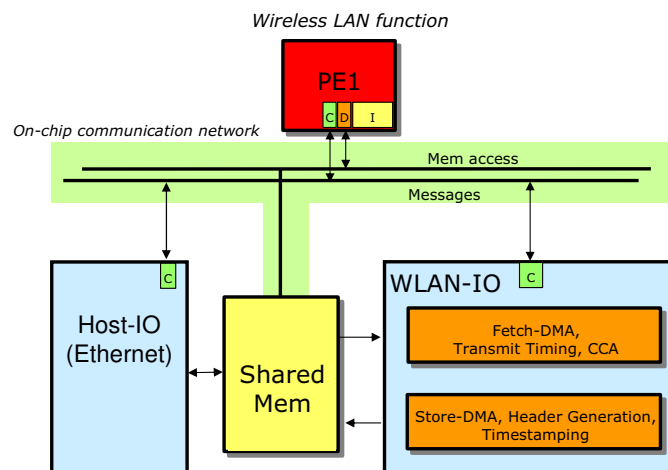 Wireless LAN function
PE1
C D I
On-chip communication network
Mem access
Messages
C
Host-IO
(Ethernet)
Shared
Mem
C
WLAN-IO
Fetch-DMA,
Transmit Timing, CCA
Store-DMA, Header Generation,
Timestamping